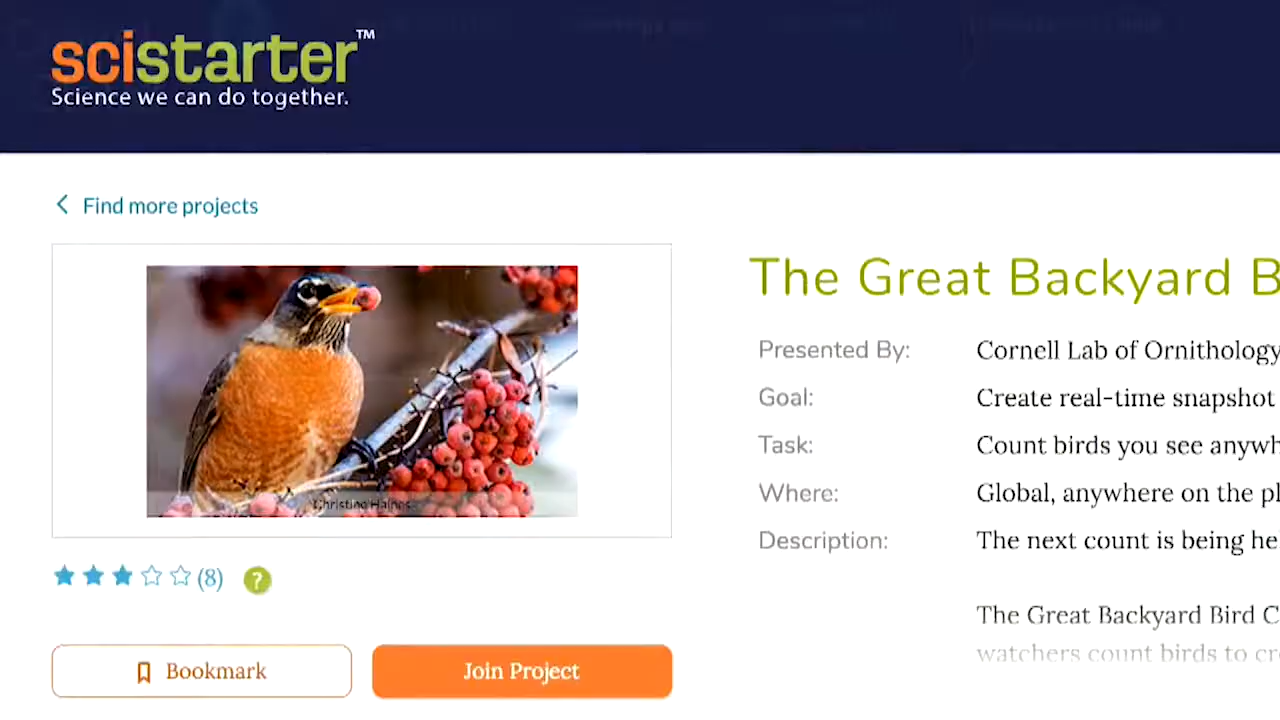 scistarter™
Science we can do together.
Find more projects
The Great Backyard B
Presented By: Cornell Lab of Ornithology
Goal: Create real-time snapshot
Task: Count birds you see anywh
Where: Global, anywhere on the pl
Description: The next count is being he
Christine Haines
(8) ?
The Great Backyard Bird C
watchers count birds to cr
Bookmark
Join Project